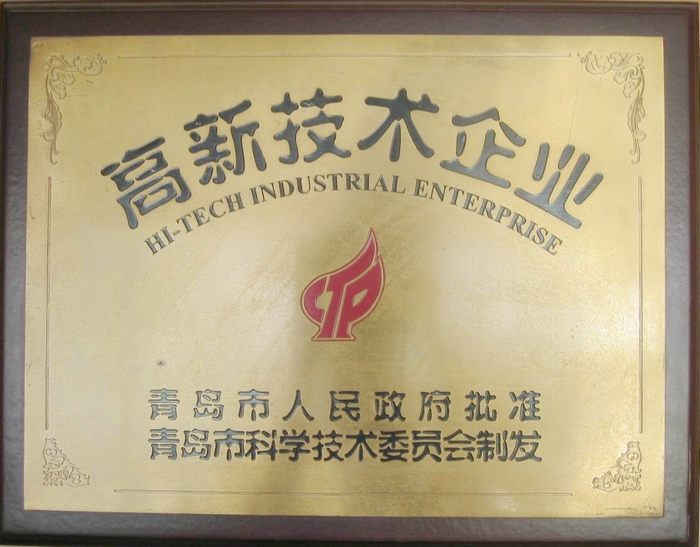 高新技术企业
HI-TECH INDUSTRIAL ENTERPRISE
CTP
青岛市人民政府批准
青岛市科学技术委员会制发